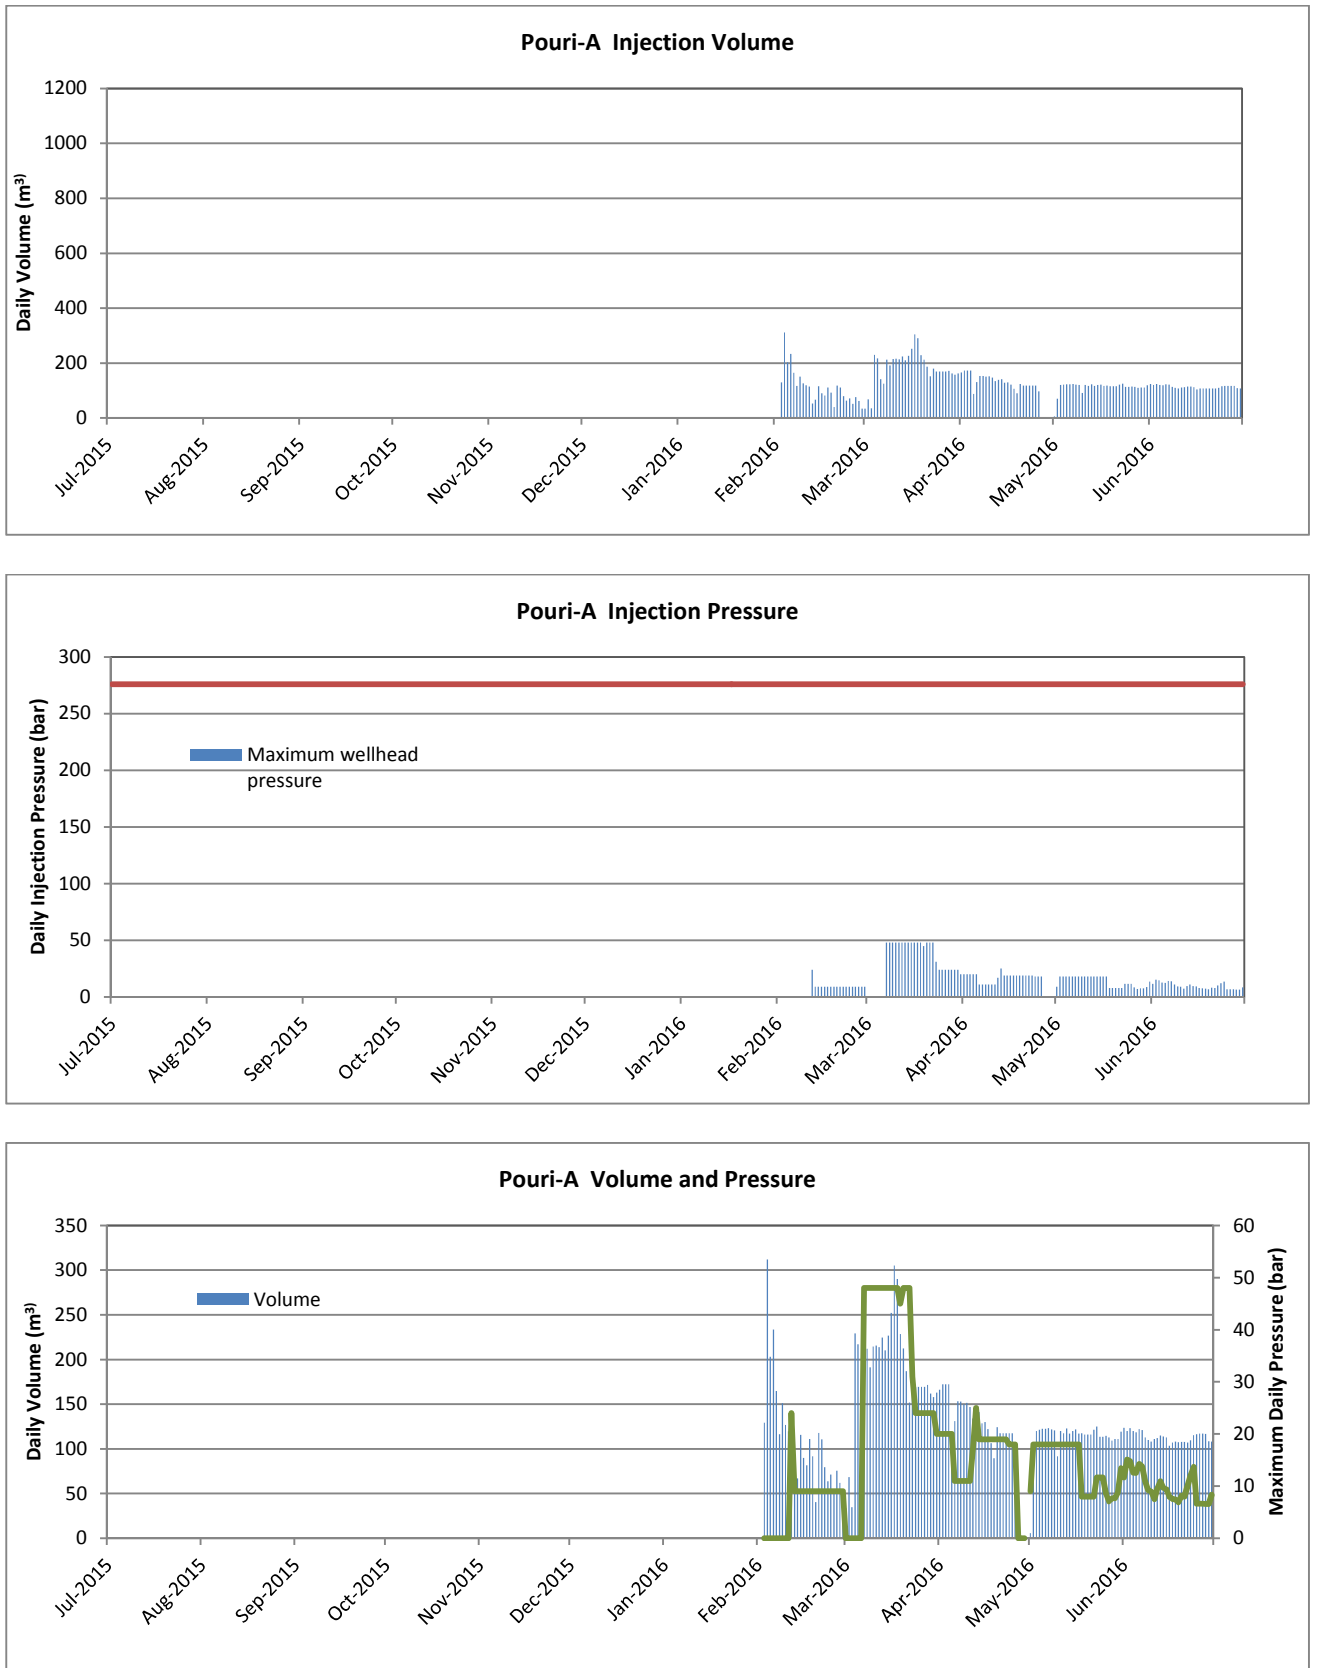 Pouri-A Injection Volume
1200
1000
800
600
400
200
0
Daily Volume (m³⁾
Jul-2015
Aug-2015
Sep-2015
Oct-2015
Nov-2015
Dec-2015
Jan-2016
Feb-2016
Mar-2016
Apr-2016
May-2016
Jun-2016
Pouri-A Injection Pressure
300
250
200
150
100
50
0
Daily Injection Pressure (bar)
Maximum wellhead
pressure
Jul-2015
Aug-2015
Sep-2015
Oct-2015
Nov-2015
Dec-2015
Jan-2016
Feb-2016
Mar-2016
Apr-2016
May-2016
Jun-2016
Pouri-A Volume and Pressure
350
300
250
200
150
100
50
0
Daily Volume (m³⁾
Volume
60
50
40
30
20
10
0
Maximum Daily Pressure (bar)
Jul-2015
Aug-2015
Sep-2015
Oct-2015
Nov-2015
Dec-2015
Jan-2016
Feb-2016
Mar-2016
Apr-2016
May-2016
Jun-2016